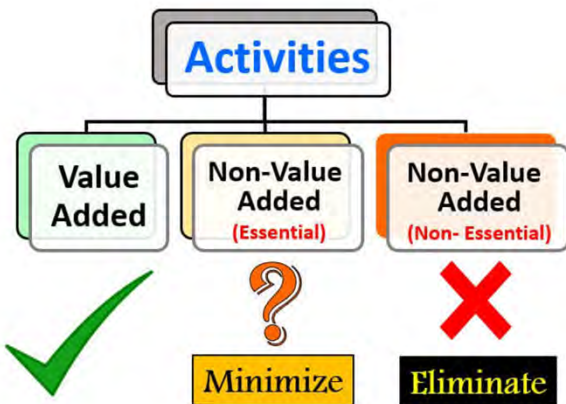 Activities
Value
Added
Non-Value
Added
(Essential)
Non-Value
Added
(Non- Essential)
Minimize
Eliminate